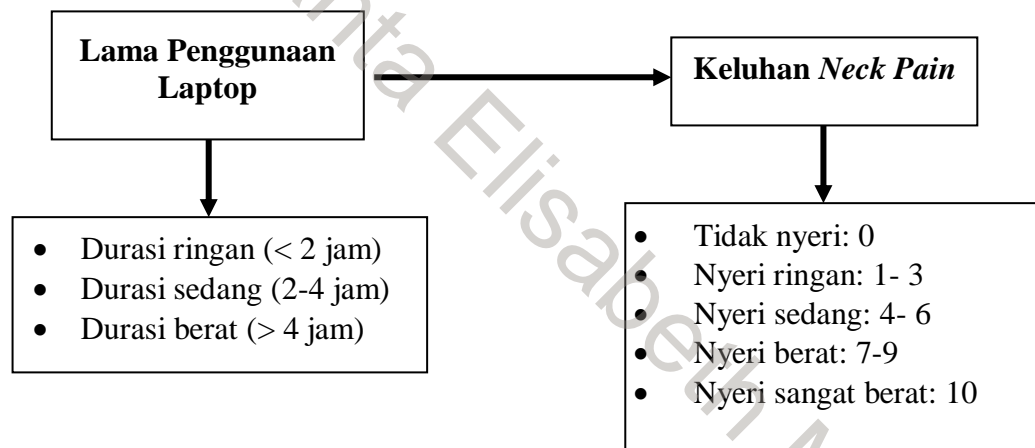 Lama Penggunaan
Laptop
Keluhan Neck Pain
• Durasi ringan (< 2 jam)
• Durasi sedang (2-4 jam)
• Durasi berat (> 4 jam)
• Tidak nyeri: 0
• Nyeri ringan: 1- 3
• Nyeri sedang: 4- 6
• Nyeri berat: 7-9
• Nyeri sangat berat: 10
Elisabeth